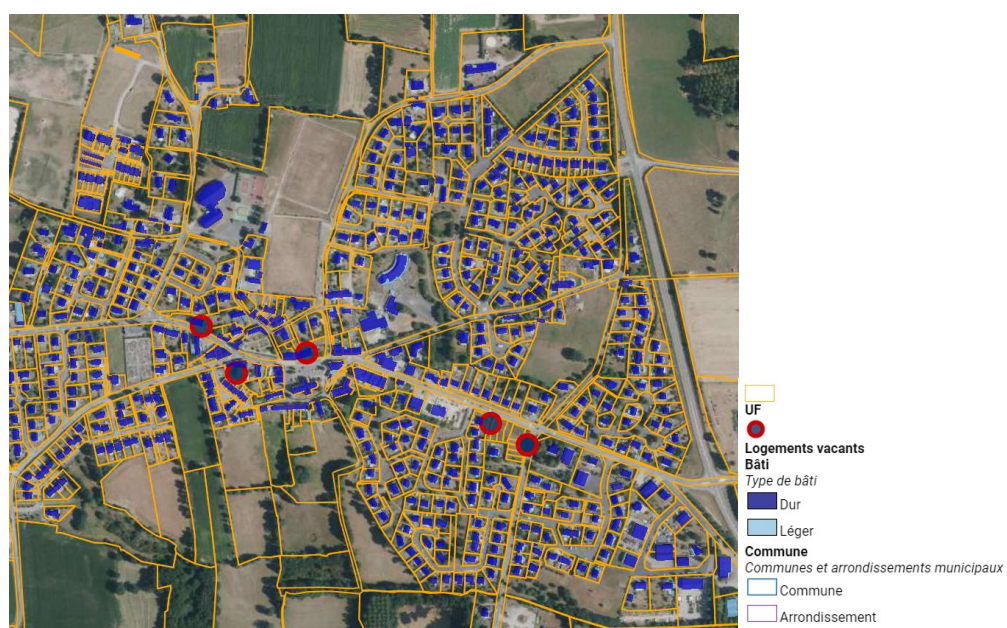 UF
Logements vacants
Bâti
Type de bâti
Dur
Léger
Commune
Communes et arrondissements municipaux
Commune
Arrondissement